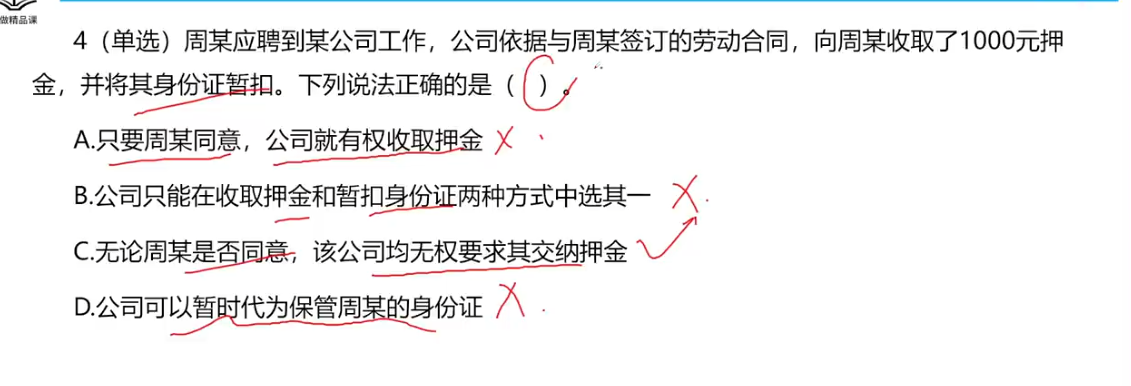 做精品课
4（单选）周某应聘到某公司工作，公司依据与周某签订的劳动合同，向周某收取了1000元押
金，并将其身份证暂扣。下列说法正确的是（ ）。
A.只要周某同意，公司就有权收取押金
B.公司只能在收取押金和暂扣身份证两种方式中选其一
C.无论周某是否同意，该公司均无权要求其交纳押金
D.公司可以暂时代为保管周某的身份证